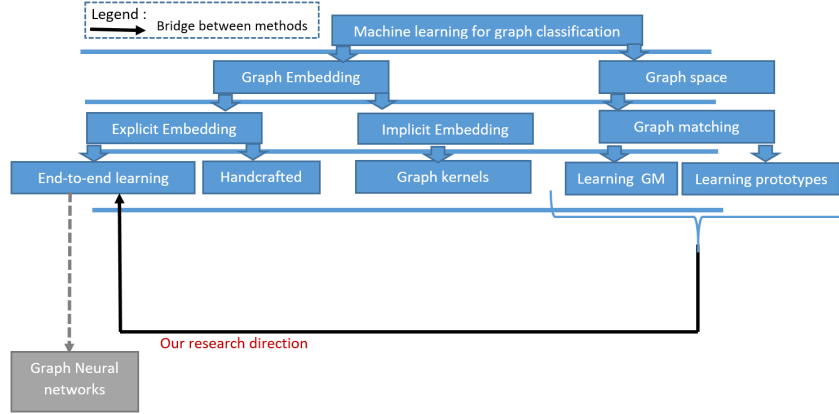 Legend :
Bridge between methods
Machine learning for graph classification
Graph Embedding
Graph space
Explicit Embedding
Implicit Embedding
Graph matching
End-to-end learning
Handcrafted
Graph kernels
Learning GM
Learning prototypes
Our research direction
Graph Neural
networks